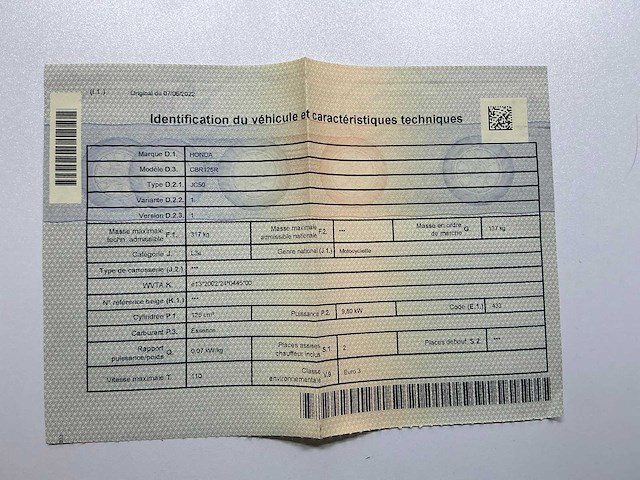 (I.1.) Original du 07/06/2022
Identification du véhicule et caractéristiques techniques
Marque D.1. HONDA
Modèle D.3. CBR125R
Type D.2.1. JC50
Variante D.2.2. 1
Version D.2.3. 1
Masse maximale techn. admissible F.1. 317 kg Masse maximale admissible nationale F.2. --- Masse en ordre de marche G. 137 kg
Catégorie J. L3e Genre national (J.1.) Motocyclette
Type de carrosserie (J.2.) ---
WVTA K. e13*2002/24*0445*00
N° référence belge (K.1.) ---
Cylindrée P.1. 125 cm³ Puissance P.2. 9,80 kW Code (E.1.) 433
Carburant P.3. Essence
Rapport puissance/poids Q. 0,07 kW/kg Places assises chauffeur inclus S.1. 2 Places debout S.2. ---
Vitesse maximale T. 110 Classe environnementale V.9. Euro 3